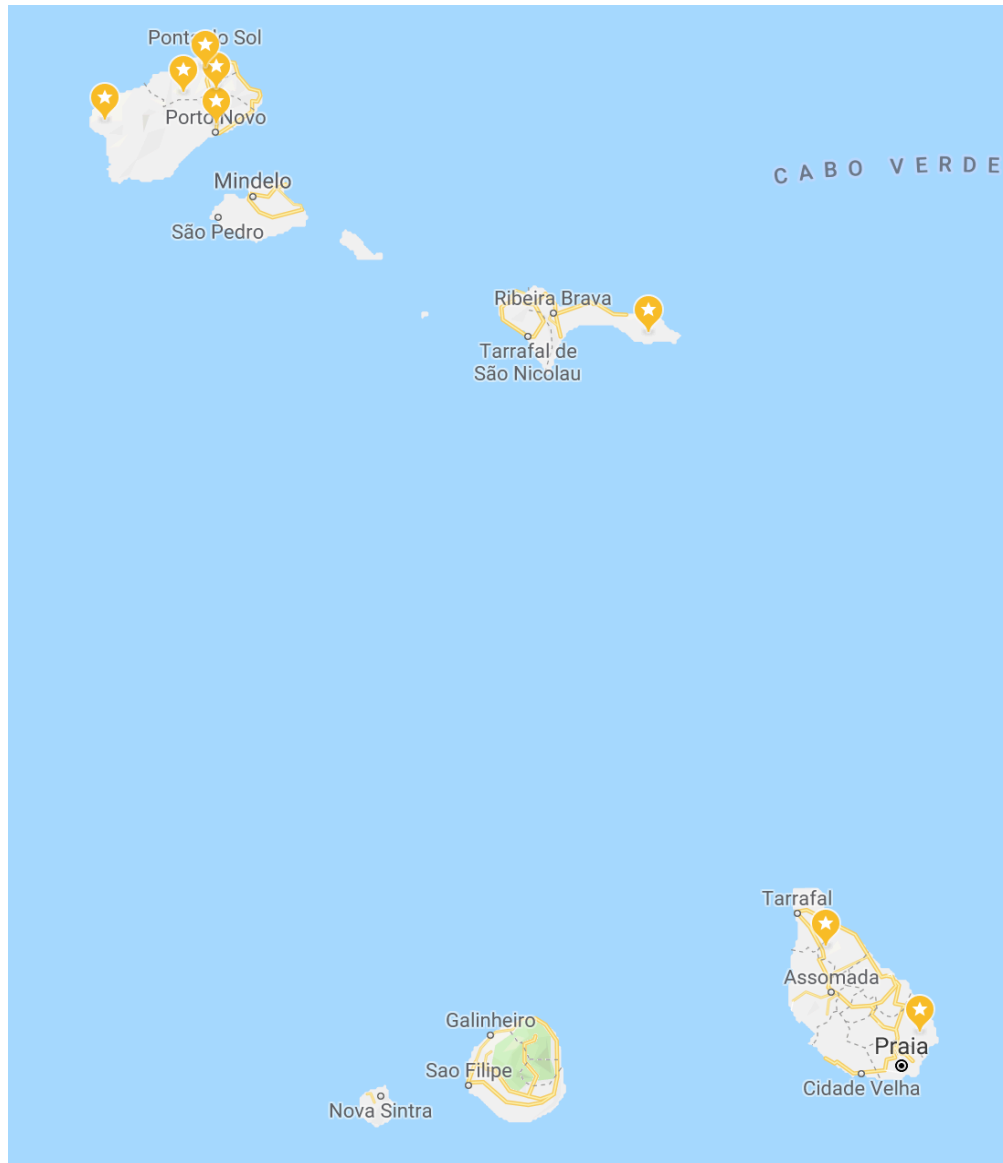 Ponta do Sol
Porto Novo
Mindelo
São Pedro
CABO VERDE
Ribeira Brava
Tarrafal de
São Nicolau
Tarrafal
Assomada
Galinheiro
Praia
Sao Filipe
Cidade Velha
Nova Sintra